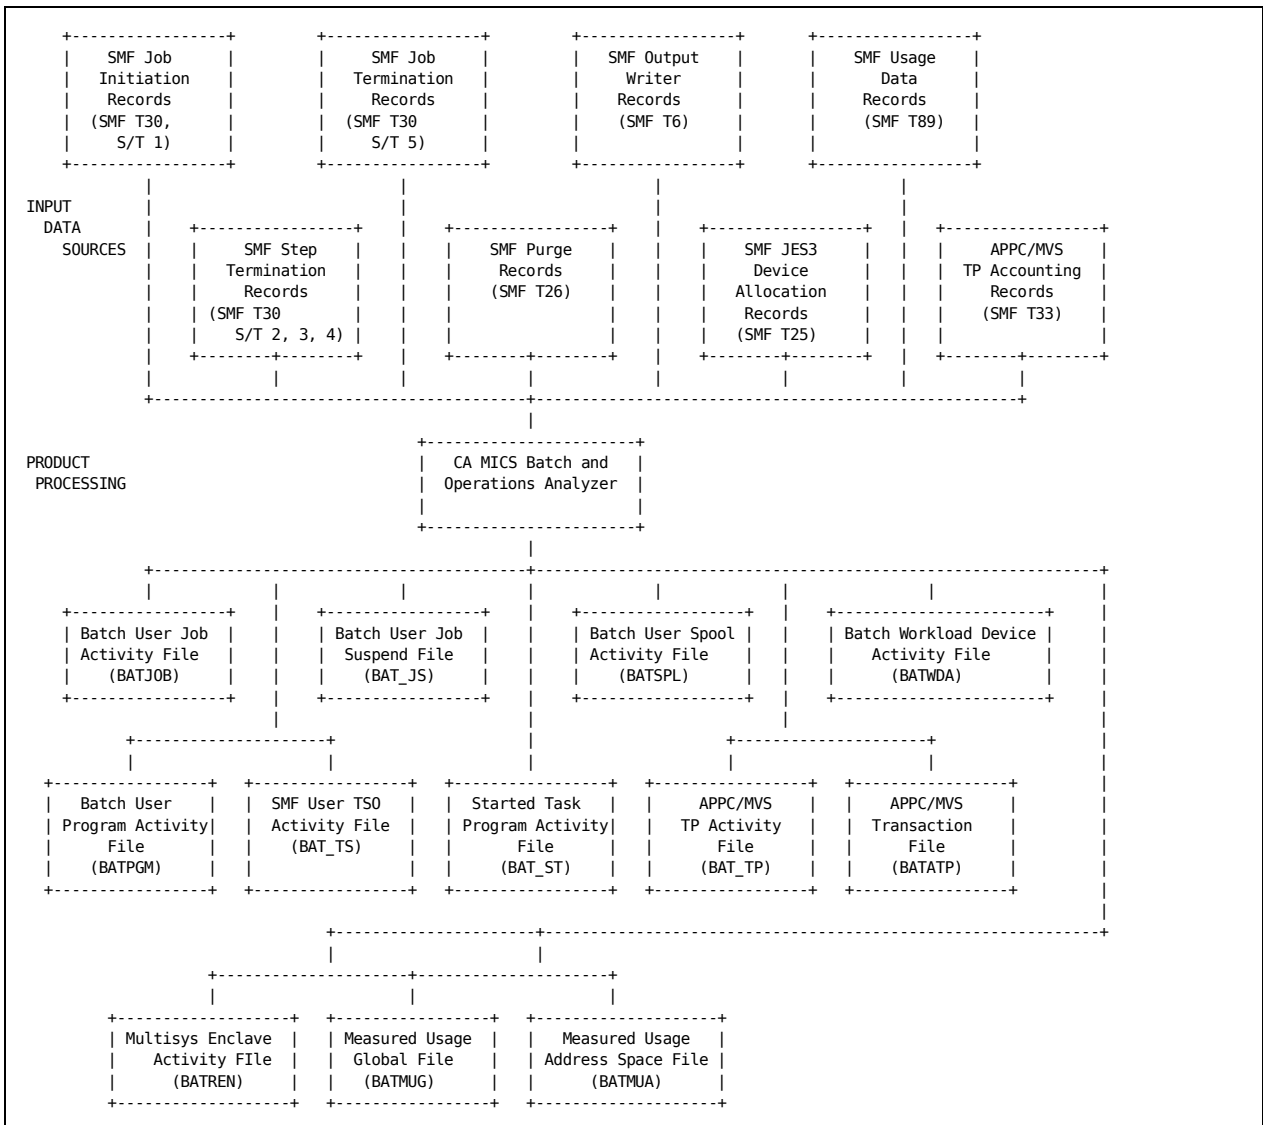 SMF Job
Initiation
Records
(SMF T30,
S/T 1)
SMF Job
Termination
Records
(SMF T30
S/T 5)
SMF Output
Writer
Records
(SMF T6)
SMF Usage
Data
Records
(SMF T89)
INPUT
DATA
SOURCES
SMF Step
Termination
Records
(SMF T30
S/T 2, 3, 4)
SMF Purge
Records
(SMF T26)
SMF JES3
Device
Allocation
Records
(SMF T25)
APPC/MVS
TP Accounting
Records
(SMF T33)
PRODUCT
PROCESSING
CA MICS Batch and
Operations Analyzer
Batch User Job
Activity File
(BATJOB)
Batch User Job
Suspend File
(BAT_JS)
Batch User Spool
Activity File
(BATSPL)
Batch Workload Device
Activity File
(BATWDA)
Batch User
Program Activity
File
(BATPGM)
SMF User TSO
Activity File
(BAT_TS)
Started Task
Program Activity
File
(BAT_ST)
APPC/MVS
TP Activity
File
(BAT_TP)
APPC/MVS
Transaction
File
(BATATP)
Multisys Enclave
Activity FIle
(BATREN)
Measured Usage
Global File
(BATMUG)
Measured Usage
Address Space File
(BATMUA)